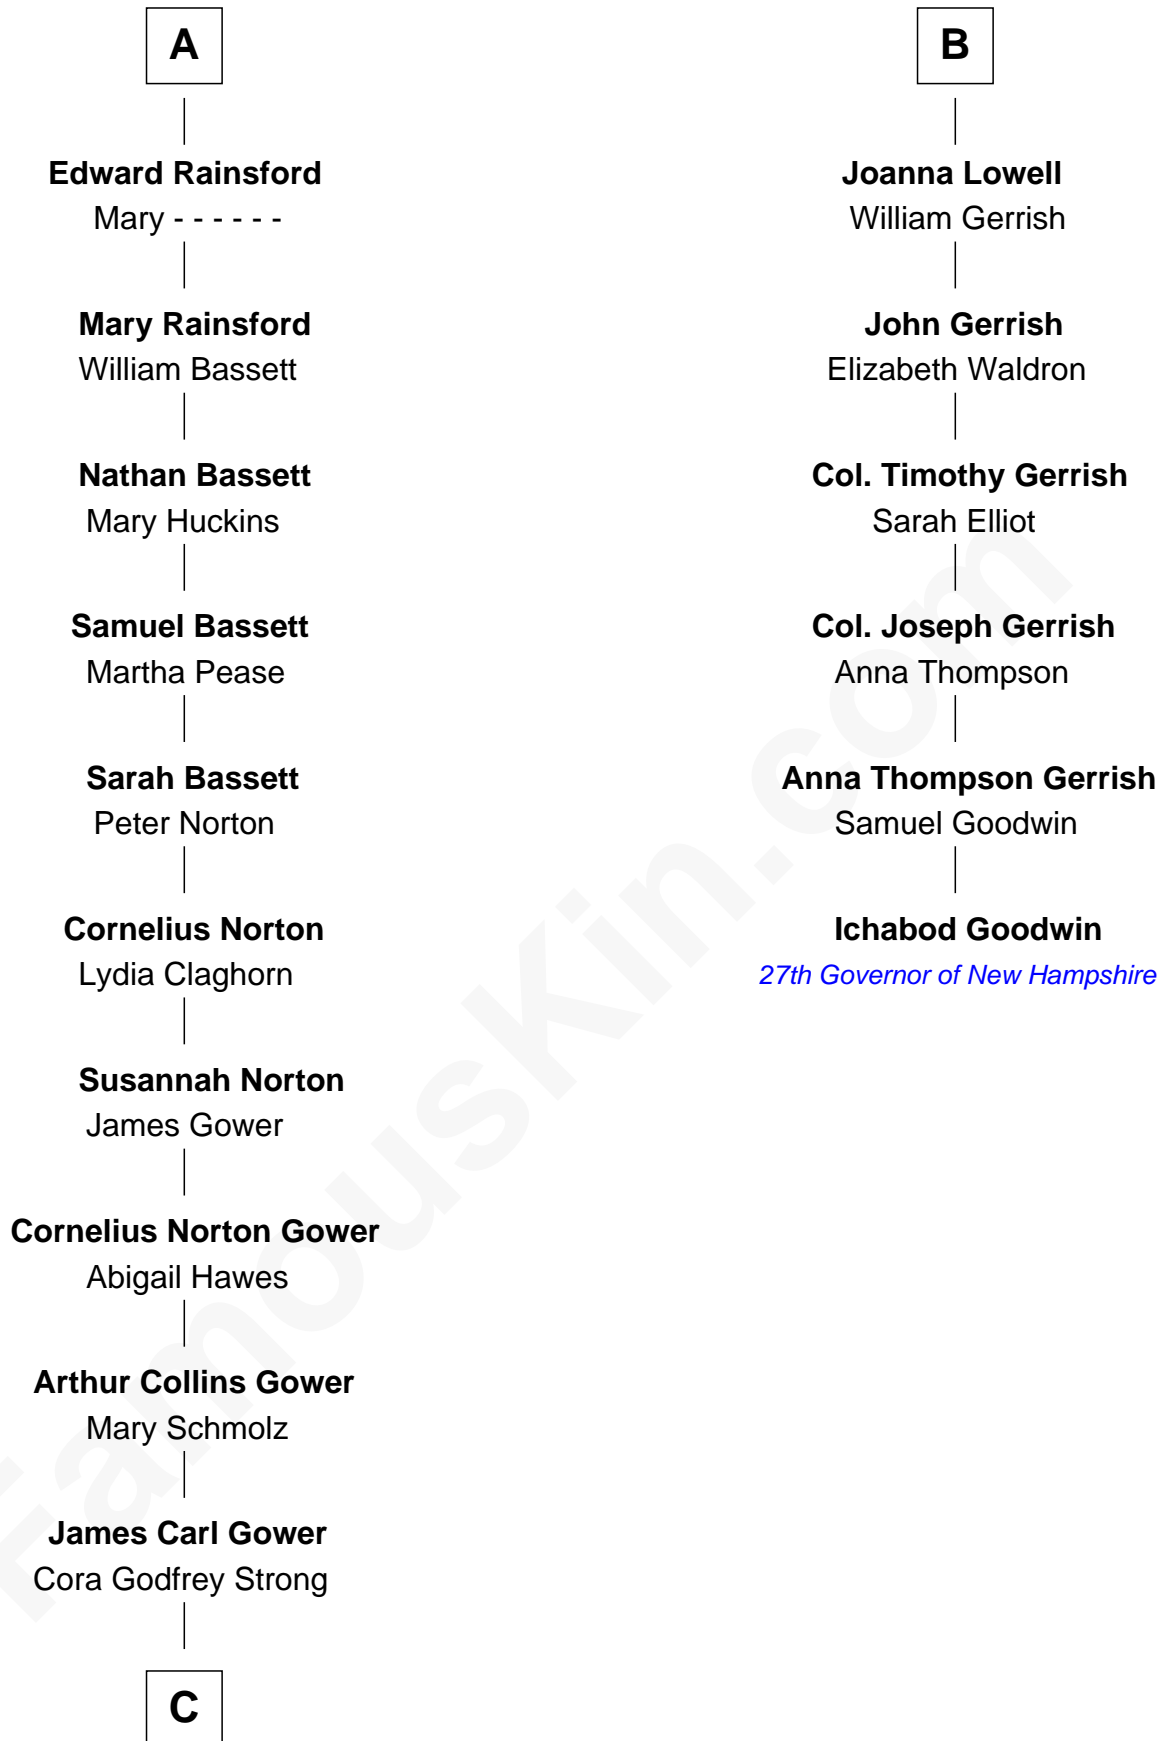 A
Edward Rainsford
Mary - - - - - -
Mary Rainsford
William Bassett
Nathan Bassett
Mary Huckins
Samuel Bassett
Martha Pease
Sarah Bassett
Peter Norton
Cornelius Norton
Lydia Claghorn
Susannah Norton
James Gower
Cornelius Norton Gower
Abigail Hawes
Arthur Collins Gower
Mary Schmolz
James Carl Gower
Cora Godfrey Strong
C
B
Joanna Lowell
William Gerrish
John Gerrish
Elizabeth Waldron
Col. Timothy Gerrish
Sarah Elliot
Col. Joseph Gerrish
Anna Thompson
Anna Thompson Gerrish
Samuel Goodwin
Ichabod Goodwin
27th Governor of New Hampshire
FamousKin.com